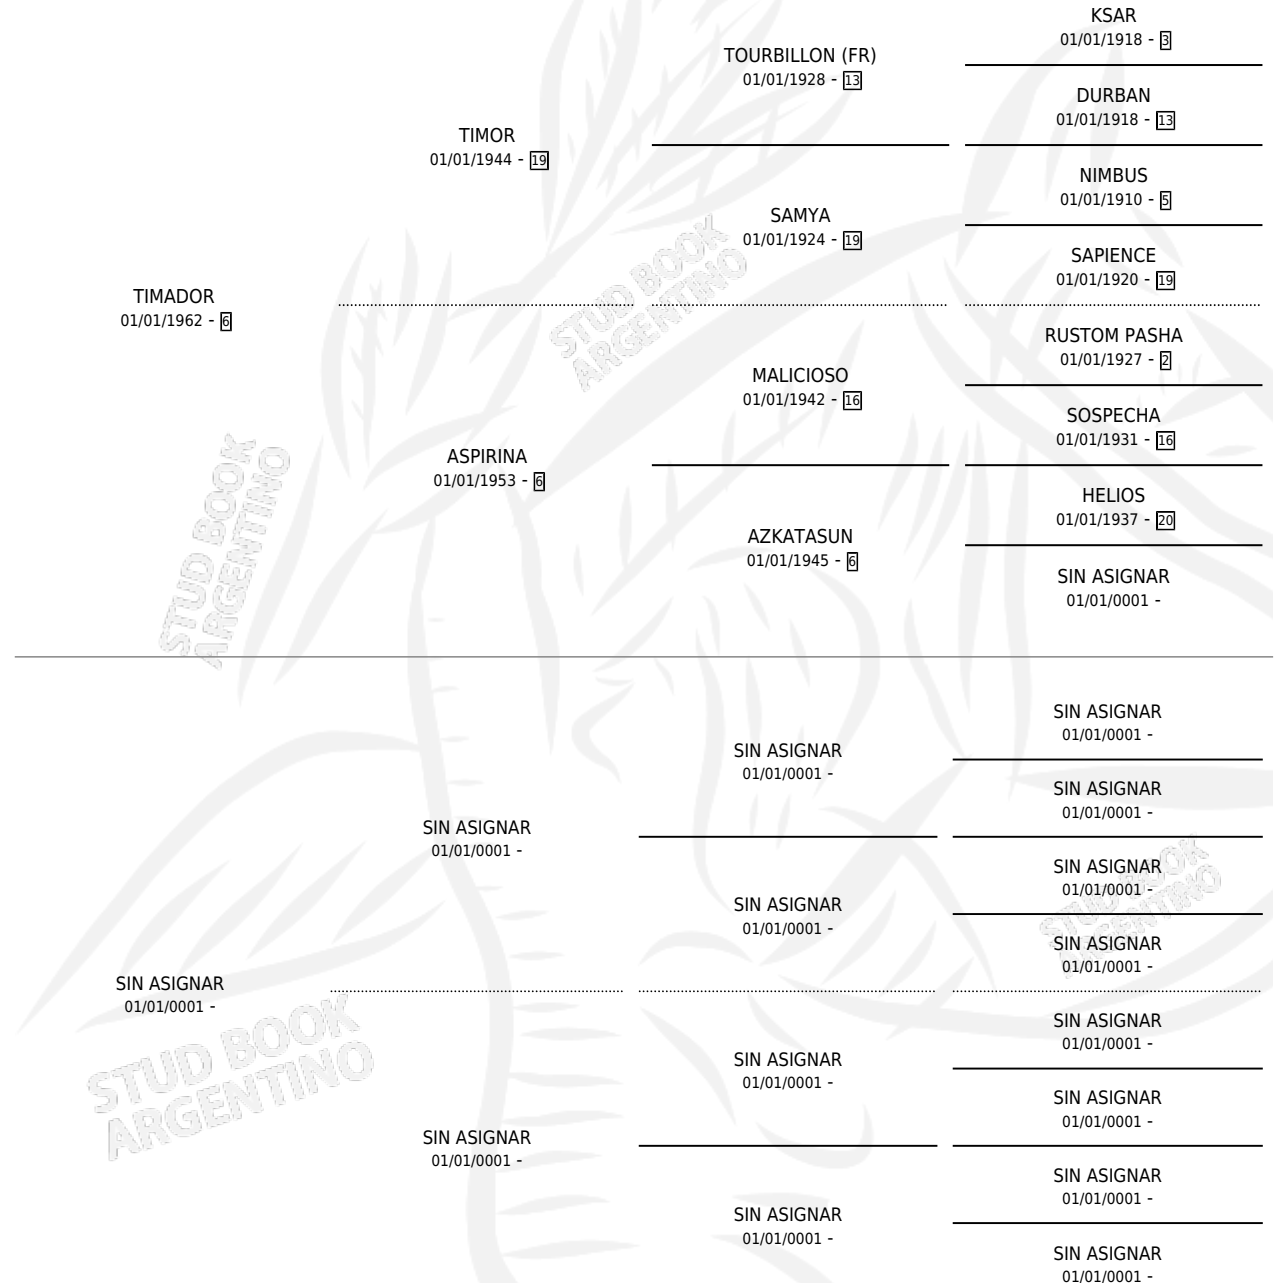 KSAR
01/01/1918 - 3
TOURBILLON (FR)
01/01/1928 - 13
DURBAN
01/01/1918 - 13
TIMOR
01/01/1944 - 19
NIMBUS
01/01/1910 - 5
SAMYA
01/01/1924 - 19
SAPIENCE
01/01/1920 - 19
TIMADOR
01/01/1962 - 6
RUSTOM PASHA
01/01/1927 - 2
MALICIOSO
01/01/1942 - 16
SOSPECHA
01/01/1931 - 16
ASPIRINA
01/01/1953 - 6
HELIOS
01/01/1937 - 20
AZKATASUN
01/01/1945 - 6
SIN ASIGNAR
01/01/0001 -
SIN ASIGNAR
01/01/0001 -
SIN ASIGNAR
01/01/0001 -
SIN ASIGNAR
01/01/0001 -
SIN ASIGNAR
01/01/0001 -
SIN ASIGNAR
01/01/0001 -
SIN ASIGNAR
01/01/0001 -
SIN ASIGNAR
01/01/0001 -
SIN ASIGNAR
01/01/0001 -
SIN ASIGNAR
01/01/0001 -
SIN ASIGNAR
01/01/0001 -
SIN ASIGNAR
01/01/0001 -
SIN ASIGNAR
01/01/0001 -
SIN ASIGNAR
01/01/0001 -
SIN ASIGNAR
01/01/0001 -
SIN ASIGNAR
01/01/0001 -
STUD BOOK
ARGENTINO
STUD BOOK
ARGENTINO
STUD BOOK
ARGENTINO
STUD BOOK
ARGENTINO